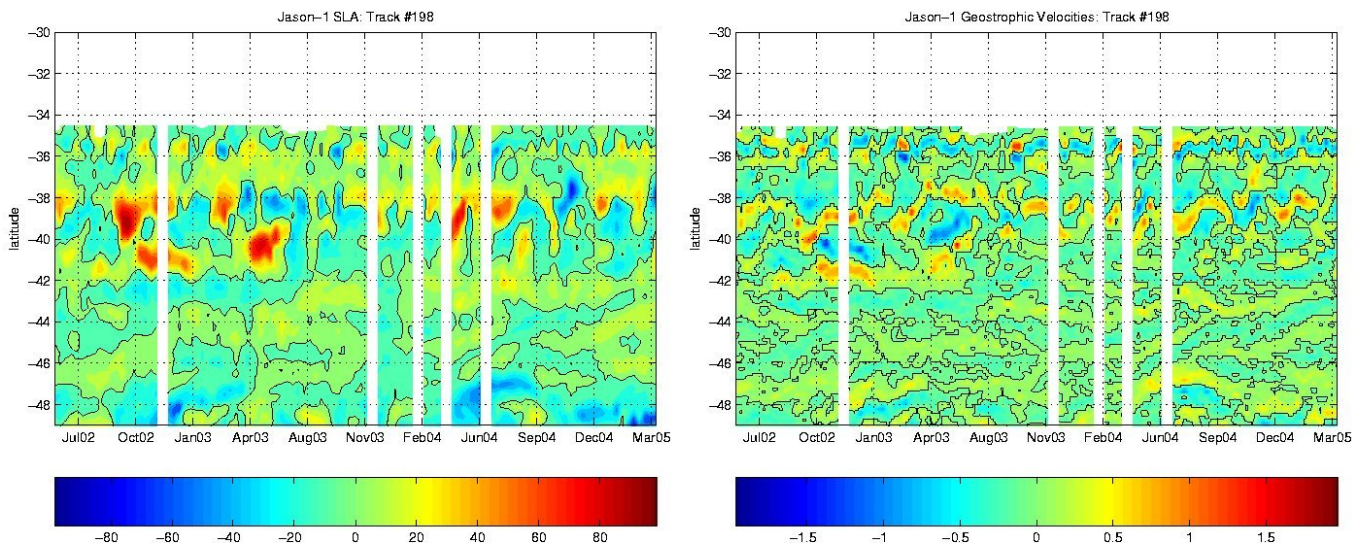 Jason−1 SLA: Track #198
−30
−32
−34
−36
−38
−40
−42
−44
−46
−48
latitude
Jul02 Oct02 Jan03 Apr03 Aug03 Nov03 Feb04 Jun04 Sep04 Dec04 Mar05
−80 −60 −40 −20 0 20 40 60 80
Jason−1 Geostrophic Velocities: Track #198
−30
−32
−34
−36
−38
−40
−42
−44
−46
−48
latitude
Jul02 Oct02 Jan03 Apr03 Aug03 Nov03 Feb04 Jun04 Sep04 Dec04 Mar05
−1.5 −1 −0.5 0 0.5 1 1.5